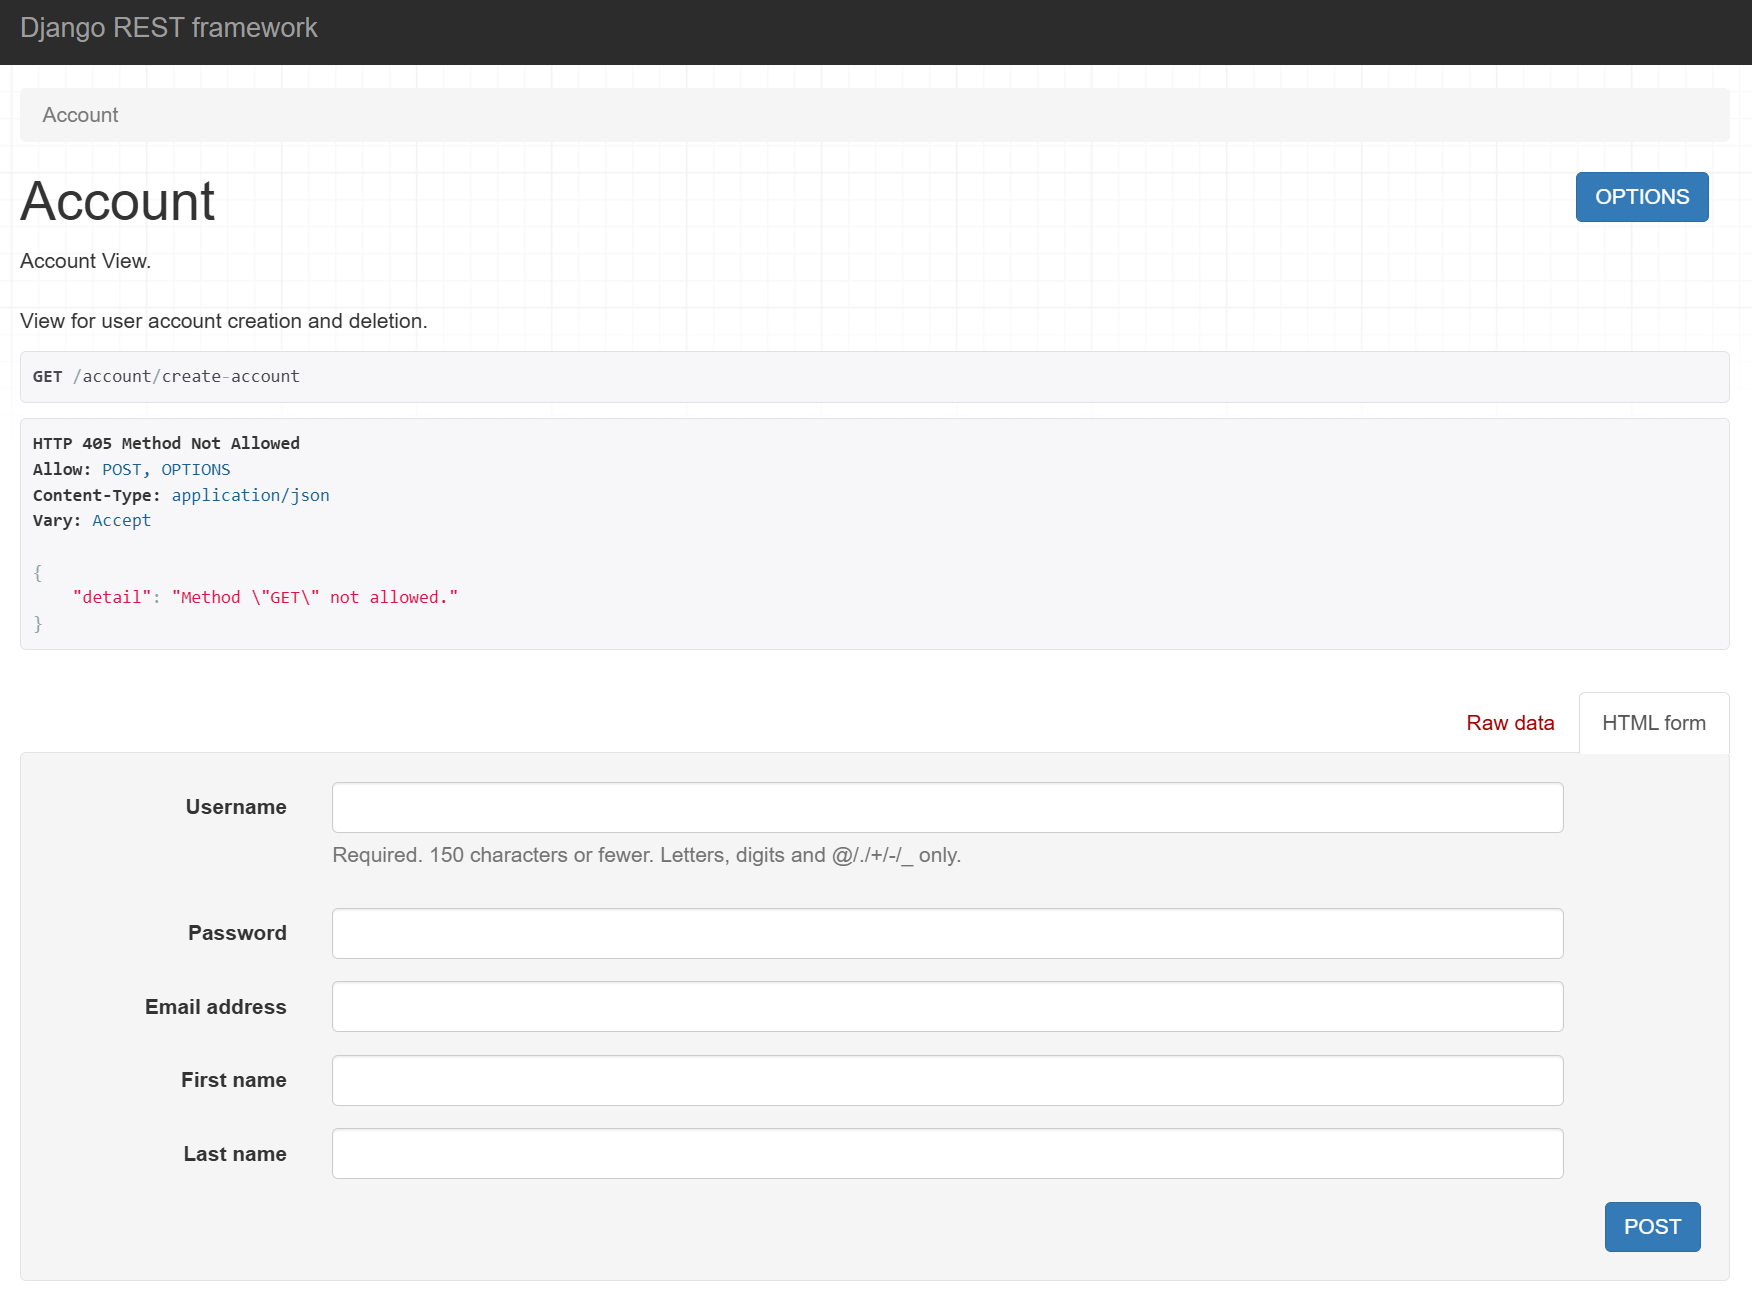 Django REST framework
Account
Account
OPTIONS
Account View.
View for user account creation and deletion.
GET /account/create-account
HTTP 405 Method Not Allowed
Allow: POST, OPTIONS
Content-Type: application/json
Vary: Accept
{
    "detail": "Method \"GET\" not allowed."
}
Raw data
HTML form
Username
Required. 150 characters or fewer. Letters, digits and @/./+/-/_ only.
Password
Email address
First name
Last name
POST